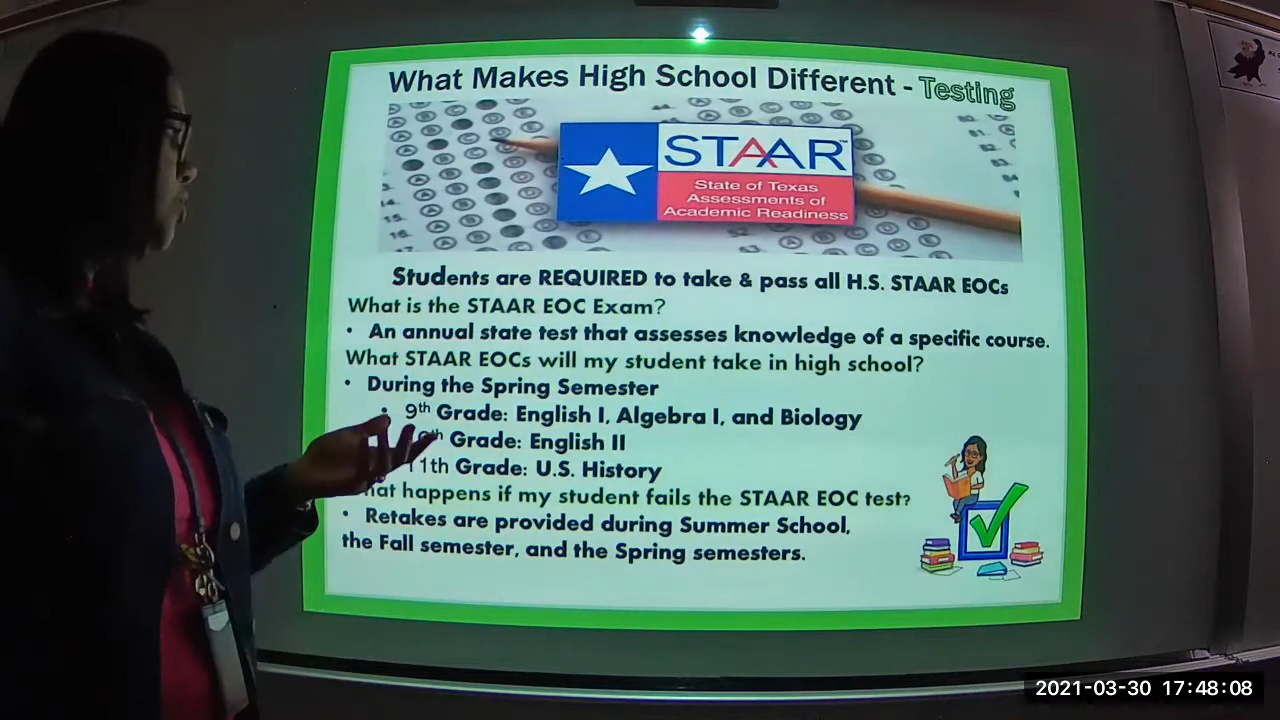 What Makes High School Different - Testing
STAAR™
State of Texas
Assessments of
Academic Readiness
Students are REQUIRED to take & pass all H.S. STAAR EOCs
What is the STAAR EOC Exam?
• An annual state test that assesses knowledge of a specific course.
What STAAR EOCs will my student take in high school?
• During the Spring Semester
• 9th Grade: English I, Algebra I, and Biology
Grade: English II
11th Grade: U.S. History
happens if my student fails the STAAR EOC test?
• Retakes are provided during Summer School,
the Fall semester, and the Spring semesters.
2021-03-30 17:48:08